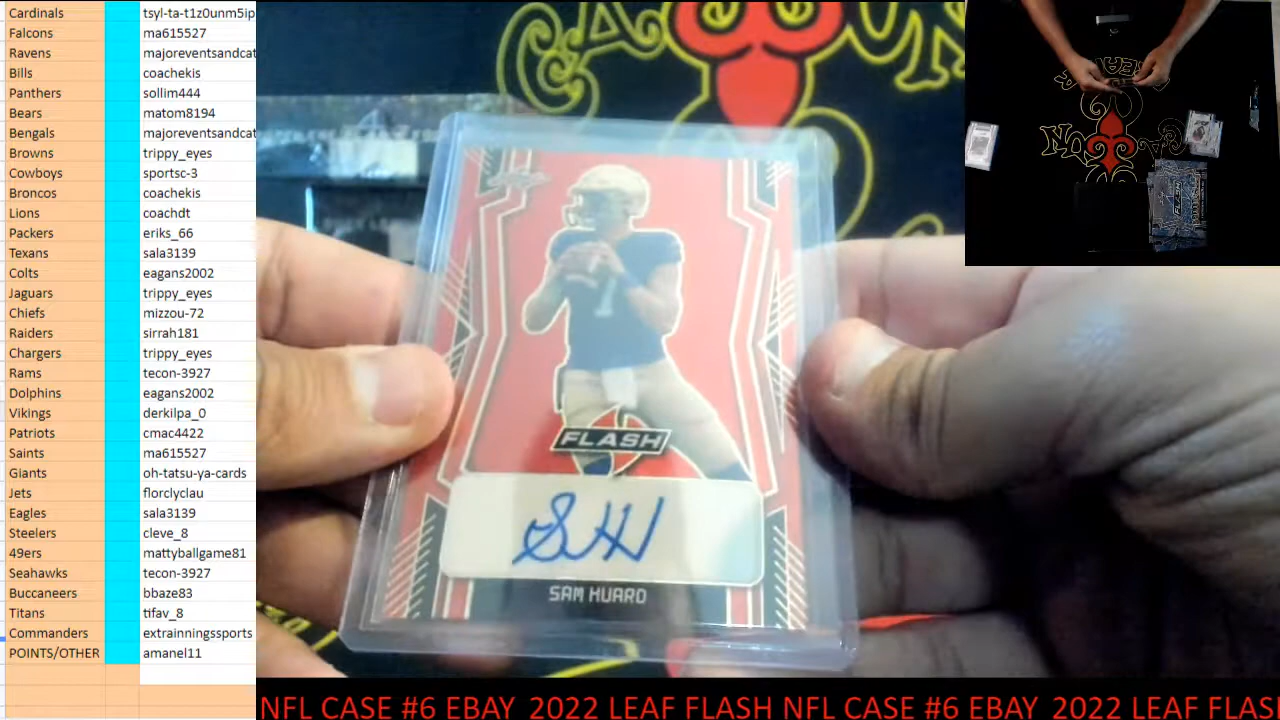 Cardinals tsyl-ta-t1z0unm5ip
Falcons ma615527
Ravens majoreventsandcat
Bills coachekis
Panthers sollim444
Bears matom8194
Bengals majoreventsandcat
Browns trippy_eyes
Cowboys sportsc-3
Broncos coachekis
Lions coachdt
Packers eriks_66
Texans sala3139
Colts eagans2002
Jaguars trippy_eyes
Chiefs mizzou-72
Raiders sirrah181
Chargers trippy_eyes
Rams tecon-3927
Dolphins eagans2002
Vikings derkilpa_0
Patriots cmac4422
Saints ma615527
Giants oh-tatsu-ya-cards
Jets florclyclau
Eagles sala3139
Steelers cleve_8
49ers mattyballgame81
Seahawks tecon-3927
Buccaneers bbaze83
Titans tifav_8
Commanders extrainningssports
POINTS/OTHER amanel11
7
FLASH
SH
SAM HUARD
FLASH
NFL CASE #6 EBAY 2022 LEAF FLASH NFL CASE #6 EBAY 2022 LEAF FLAS